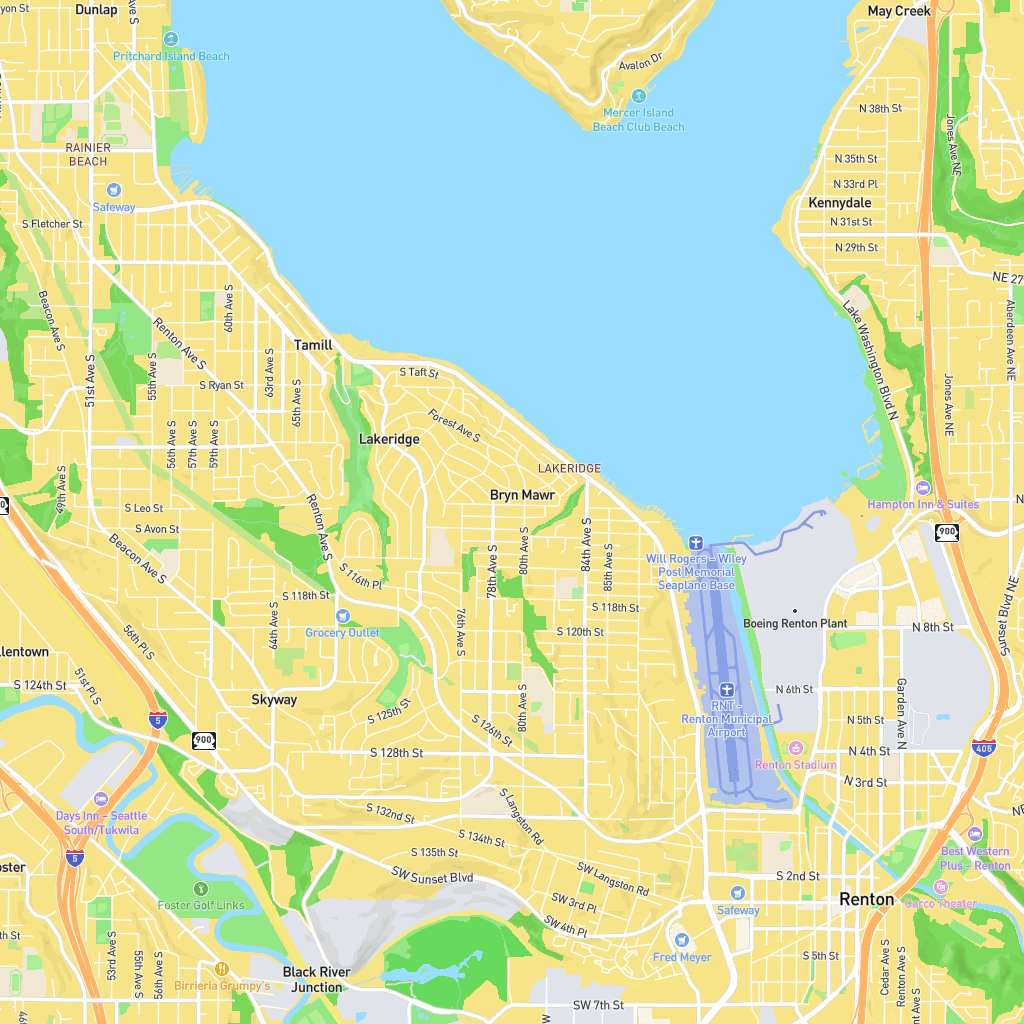 Dunlap
May Creek
Pritchard Island Beach
Avalon Dr
Mercer Island
Beach Club Beach
N 38th St
Jones Ave NE
RAINIER
BEACH
N 35th St
N 33rd Pl
Safeway
Kennydale
S Fletcher St
N 31st St
N 29th St
NE 27
60th Ave S
Beacon Ave S
Renton Ave S
Lake Washington Blvd N
Aberdeen Ave NE
Tamill
51st Ave S
55th Ave S
S Ryan St
63rd Ave S
65th Ave S
S Taft St
Jones Ave NE
Forest Ave S
56th Ave S
57th Ave S
59th Ave S
Lakeridge
LAKERIDGE
49th Ave S
Bryn Mawr
Hampton Inn & Suites
S Leo St
S Avon St
Renton Ave S
900
Beacon Ave S
78th Ave S
80th Ave S
84th Ave S
85th Ave S
Will Rogers – Wiley
Post Memorial
Seaplane Base
S 116th Pl
S 118th St
S 118th St
Boeing Renton Plant
Sunset Blvd NE
64th Ave S
Grocery Outlet
76th Ave S
S 120th St
N 8th St
56th Pl S
S 124th St
51st Pl S
Skyway
80th Ave S
N 6th St
Garden Ave N
RNT –
Renton Municipal
Airport
S 125th St
S 126th St
N 5th St
5
900
S 128th St
N 4th St
405
Renton Stadium
N 3rd St
Days Inn – Seattle
South/Tukwila
S 132nd St
S Langston Rd
S 134th St
S 135th St
5
Best Western
Plus – Renton
SW Sunset Blvd
SW Langston Rd
S 2nd St
Foster Golf Links
SW 3rd Pl
Safeway
Renton
Carco Theater
SW 4th Pl
53rd Ave S
55th Ave S
56th Ave S
Birrieria Grumpy's
Black River
Junction
Fred Meyer
S 5th St
Cedar Ave S
Renton Ave S
SW 7th St